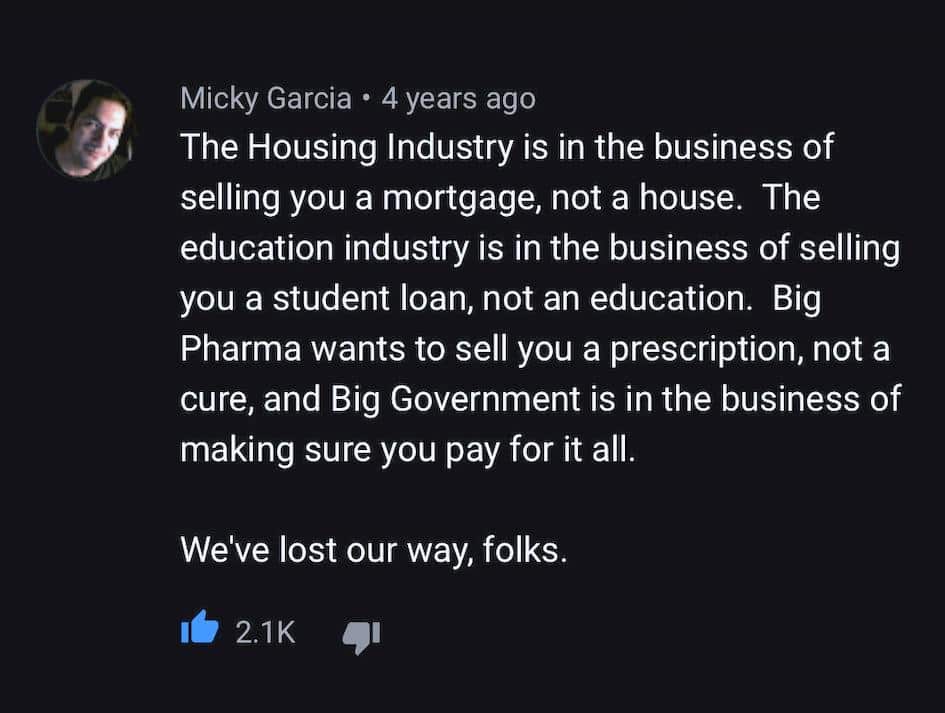 Micky Garcia • 4 years ago
The Housing Industry is in the business of
selling you a mortgage, not a house.  The
education industry is in the business of selling
you a student loan, not an education.  Big
Pharma wants to sell you a prescription, not a
cure, and Big Government is in the business of
making sure you pay for it all.
We've lost our way, folks.
2.1K